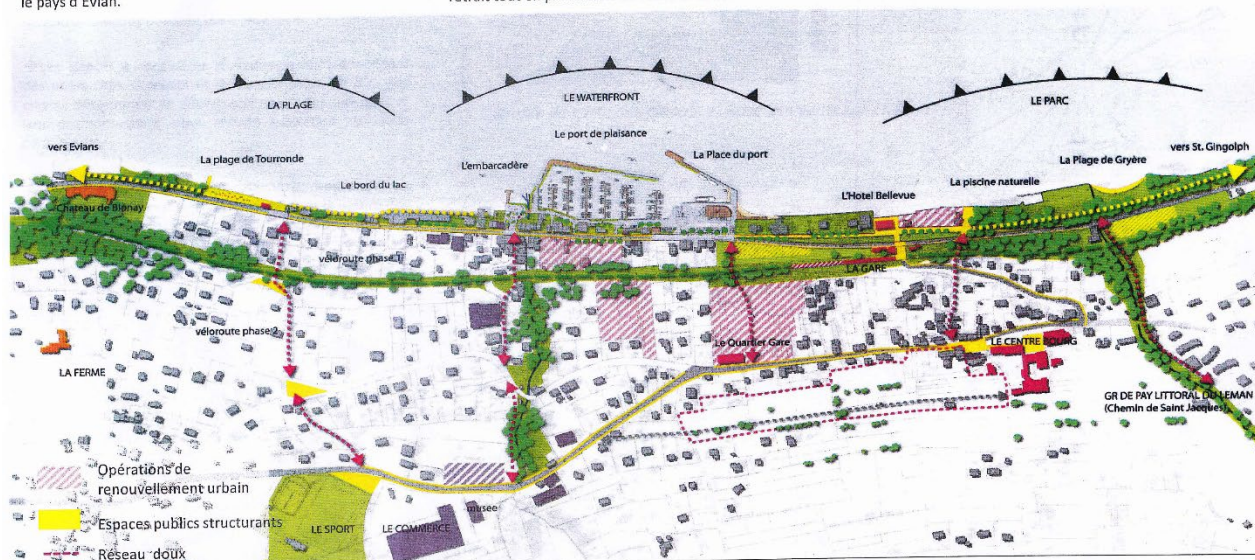 le pays d'Evian.
LA PLAGE
LE WATERFRONT
LE PARC
Le port de plaisance
vers Evians
La plage de Tourronde
L'embarcadère
La Place du port
La Plage de Gryère
vers St. Gingolph
Le bord du lac
L'Hotel Bellevue
La piscine naturelle
Chateau de Blonay
véloroute phase 1
LA GARE
véloroute phase 2
LA FERME
Le Quartier Gare
LE CENTRE BOURG
GR DE PAY LITTORAL DU LEMAN
(Chemin de Saint Jacques)
Opérations de
renouvellement urbain
Espaces publics structurants
LE SPORT
LE COMMERCE
musee
Réseau doux